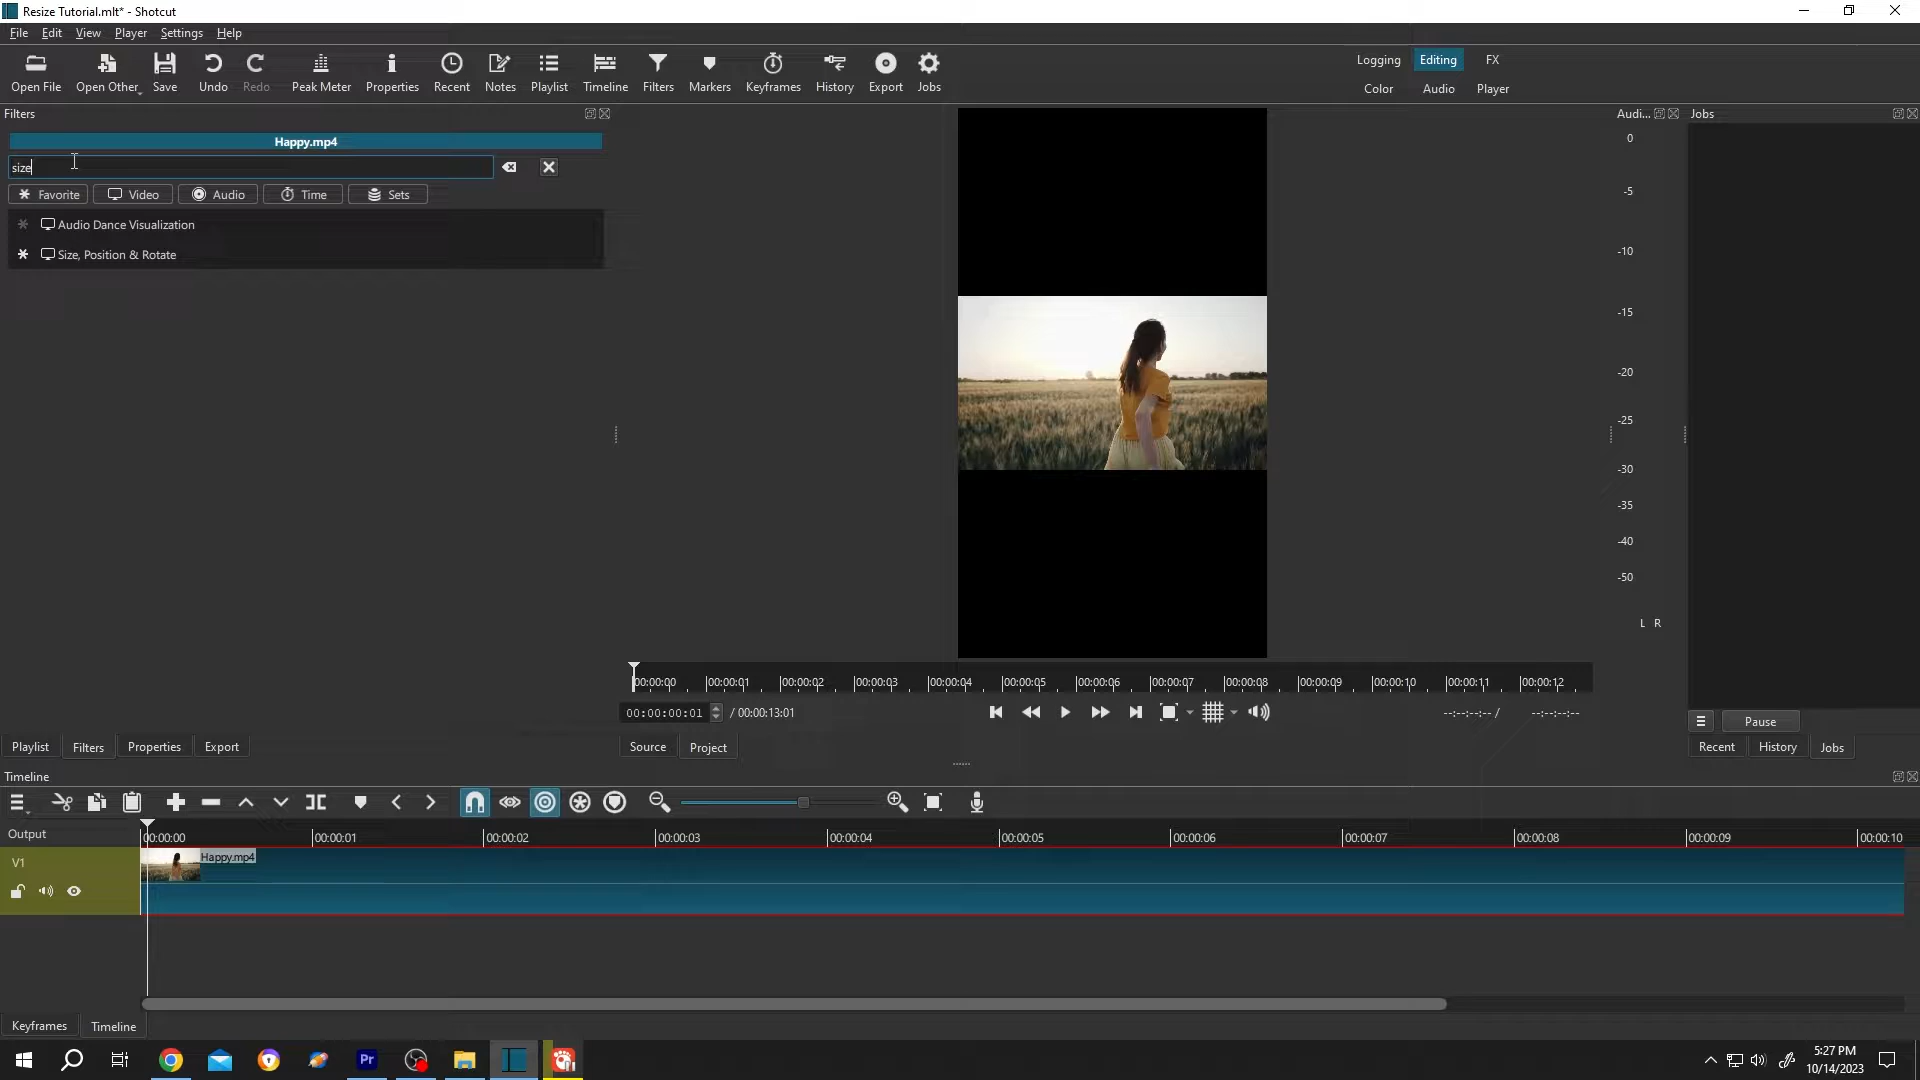 Resize Tutorial.mlt* - Shotcut
File Edit View Player Settings Help
Open File Open Other Save Undo Redo Peak Meter Properties Recent Notes Playlist Timeline Filters Markers Keyframes History Export Jobs
Logging Editing FX
Color Audio Player
Filters
Audi...
Jobs
Happy.mp4
size
Favorite Video Audio Time Sets
Audio Dance Visualization
Size, Position & Rotate
0
-5
-10
-15
-20
-25
-30
-35
-40
-50
L R
00:00:00 00:00:01 00:00:02 00:00:03 00:00:04 00:00:05 00:00:06 00:00:07 00:00:08 00:00:09 00:00:10 00:00:11 00:00:12
00:00:00:01 / 00:00:13:01
--:--:--:-- / --:--:--:--
Pause
Playlist Filters Properties Export
Source Project
Recent History Jobs
Timeline
Output
00:00:00 00:00:01 00:00:02 00:00:03 00:00:04 00:00:05 00:00:06 00:00:07 00:00:08 00:00:09 00:00:10
V1
Happy.mp4
Keyframes Timeline
Pr
5:27 PM
10/14/2023